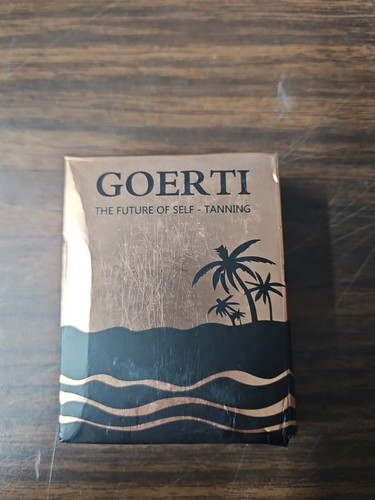 GOERTI
THE FUTURE OF SELF - TANNING